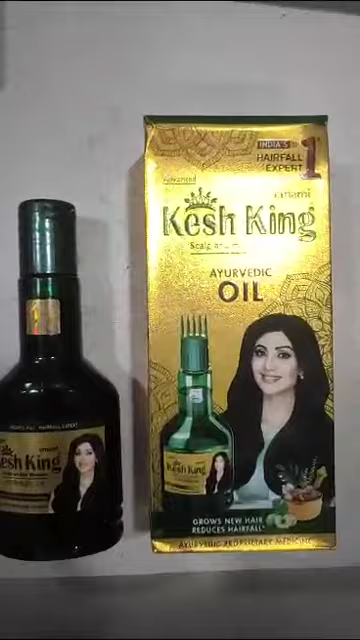 INDIA'S
HAIRFALL
EXPERT
1
Advanced
emami
Kesh King
AYURVEDIC
OIL
Kesh King
GROWS NEW HAIR
REDUCES HAIRFALL
AYURVEDIC PROPRIETARY MEDICINE
emami
esh King